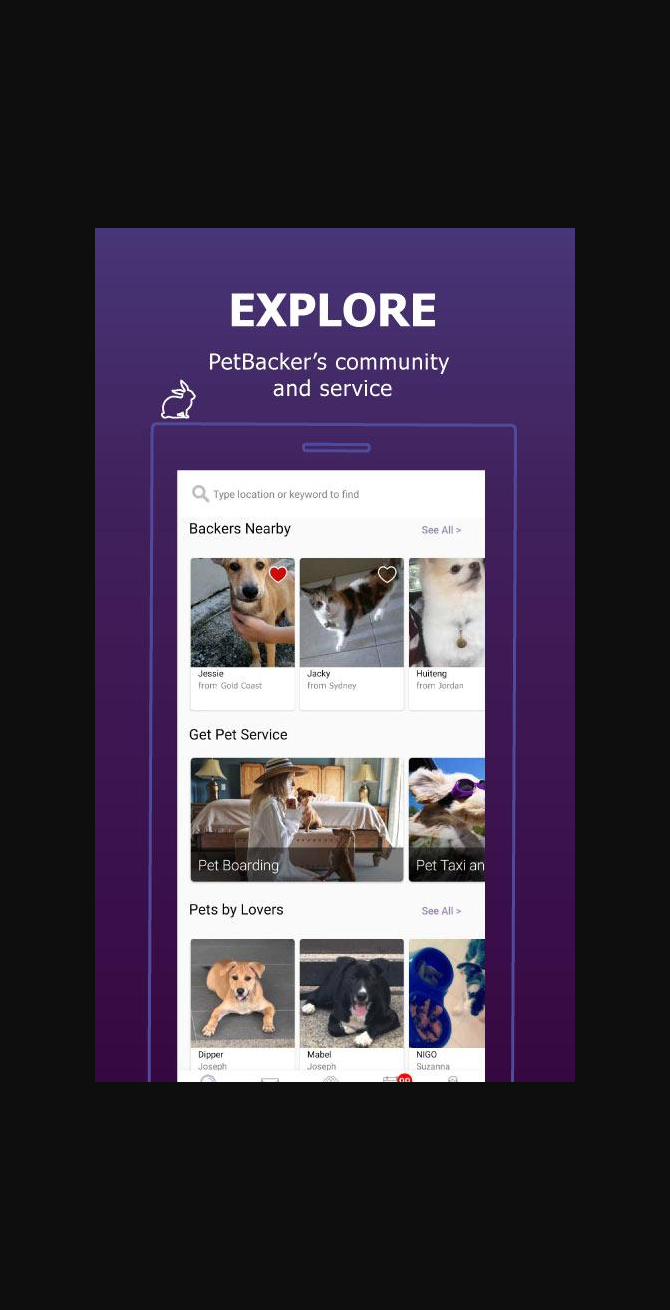 EXPLORE
PetBacker's community
and service
Type location or keyword to find
Backers Nearby
See All >
Jessie
from Gold Coast
Jacky
from Sydney
Huiteng
from Jordan
Get Pet Service
Pet Boarding
Pet Taxi an
Pets by Lovers
See All >
Dipper
Joseph
Mabel
Joseph
NIGO
Suzanna